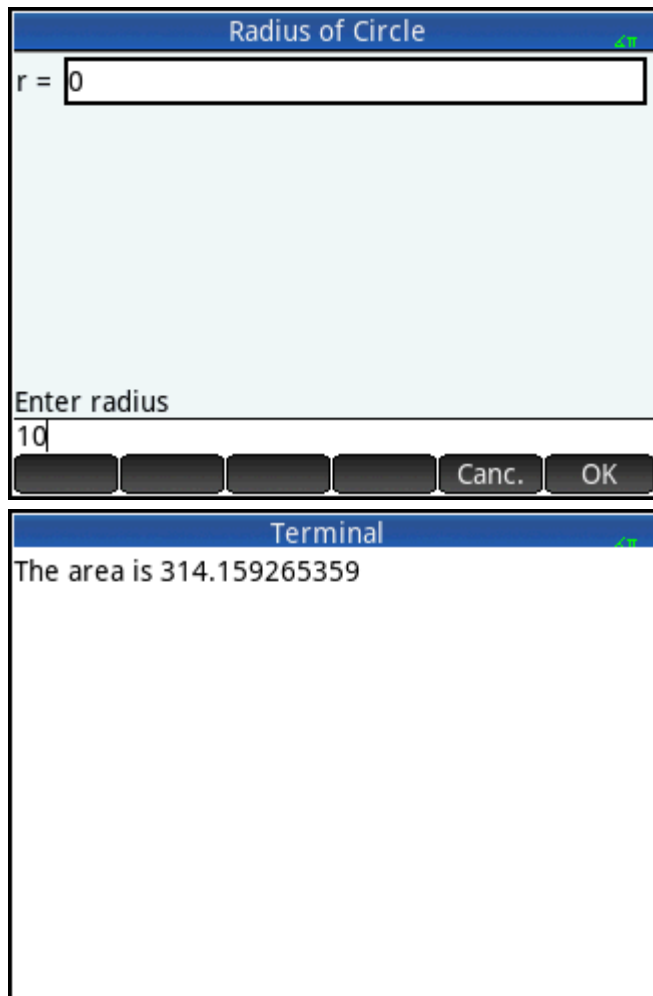 Radius of Circle
∡π
r = 0
Enter radius
10
Canc. OK
Terminal
∡π
The area is 314.159265359